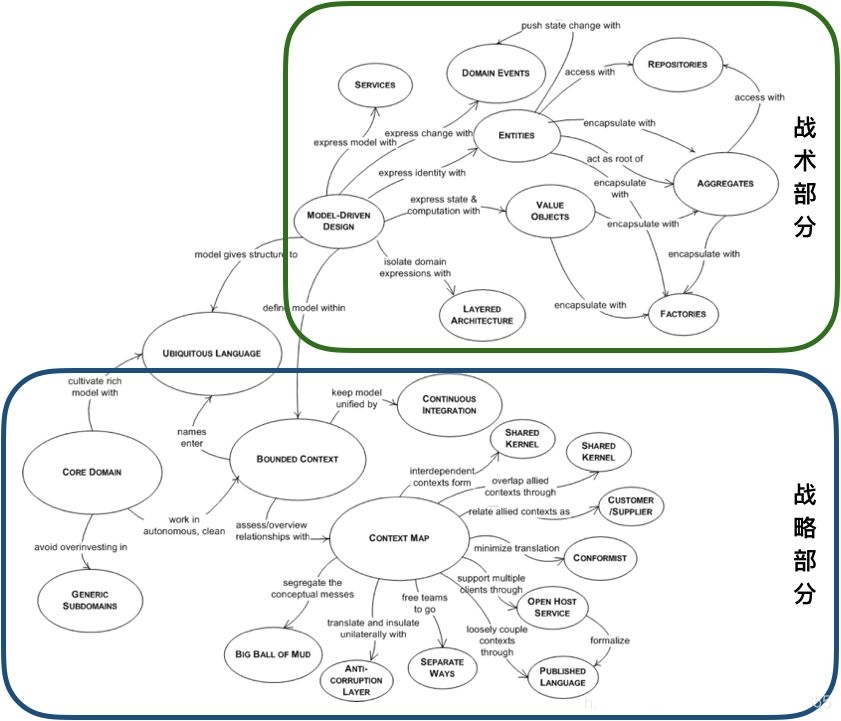 push state change with
DOMAIN EVENTS
REPOSITORIES
SERVICES
access with
access with
ENTITIES
encapsulate with
express change with
express model with
act as root of
express identity with
encapsulate
with
AGGREGATES
MODEL-DRIVEN
DESIGN
express state &
computation with
VALUE
OBJECTS
encapsulate with
encapsulate with
isolate domain
expressions with
LAYERED
ARCHITECTURE
encapsulate with
FACTORIES
战
术
部
分
model gives structure to
define model within
UBIQUITOUS LANGUAGE
cultivate rich
model with
names
enter
keep model
unified by
CONTINUOUS
INTEGRATION
CORE DOMAIN
BOUNDED CONTEXT
SHARED
KERNEL
SHARED
KERNEL
interdependent
contexts form
overlap allied
contexts through
CUSTOMER
/SUPPLIER
relate allied contexts as
work in
autonomous, clean
assess/overview
relationships with
CONTEXT MAP
minimize translation
CONFORMIST
avoid overinvesting in
GENERIC
SUBDOMAINS
segregate the
conceptual messes
support multiple
clients through
free teams
to go
OPEN HOST
SERVICE
translate and insulate
unilaterally with
loosely couple
contexts
through
formalize
BIG BALL OF MUD
ANTI-
CORRUPTION
LAYER
SEPARATE
WAYS
PUBLISHED
LANGUAGE
战
略
部
分